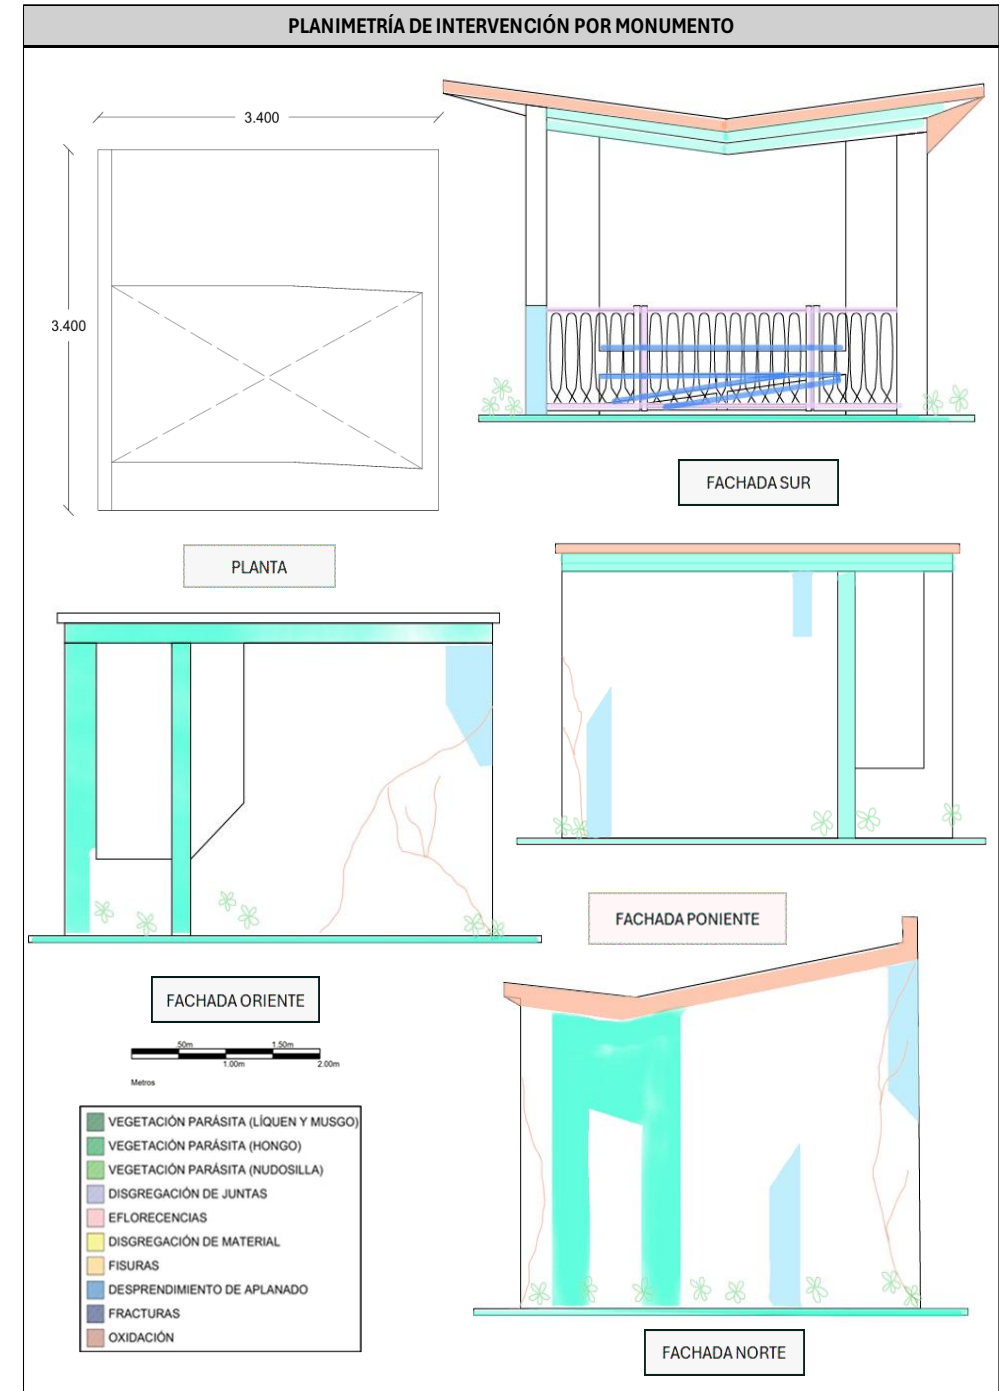 PLANIMETRÍA DE INTERVENCIÓN POR MONUMENTO
3.400
3.400
FACHADA SUR
PLANTA
FACHADA PONIENTE
FACHADA ORIENTE
.50m 1.50m
1.00m 2.00m
Metros
VEGETACIÓN PARÁSITA (LÍQUEN Y MUSGO)
VEGETACIÓN PARÁSITA (HONGO)
VEGETACIÓN PARÁSITA (NUDOSILLA)
DISGREGACIÓN DE JUNTAS
EFLORECENCIAS
DISGREGACIÓN DE MATERIAL
FISURAS
DESPRENDIMIENTO DE APLANADO
FRACTURAS
OXIDACIÓN
FACHADA NORTE